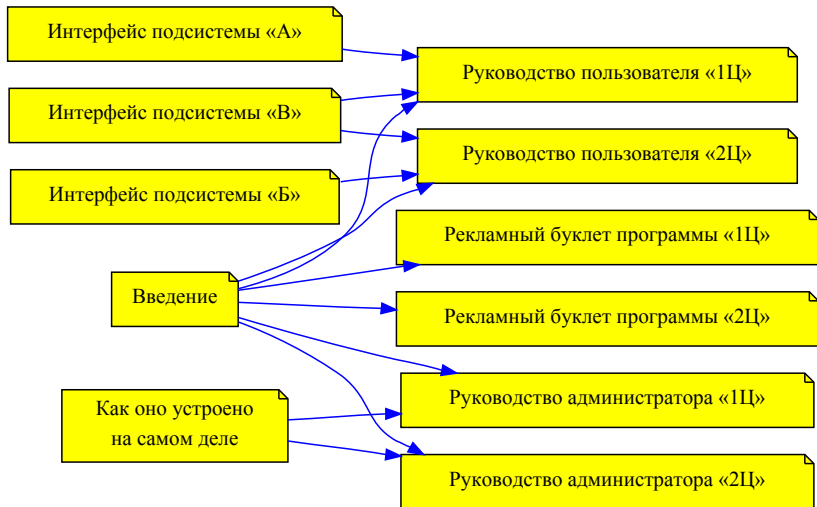 Интерфейс подсистемы «А»
Руководство пользователя «1Ц»
Интерфейс подсистемы «В»
Руководство пользователя «2Ц»
Интерфейс подсистемы «Б»
Рекламный буклет программы «1Ц»
Введение
Рекламный буклет программы «2Ц»
Как оно устроено
на самом деле
Руководство администратора «1Ц»
Руководство администратора «2Ц»